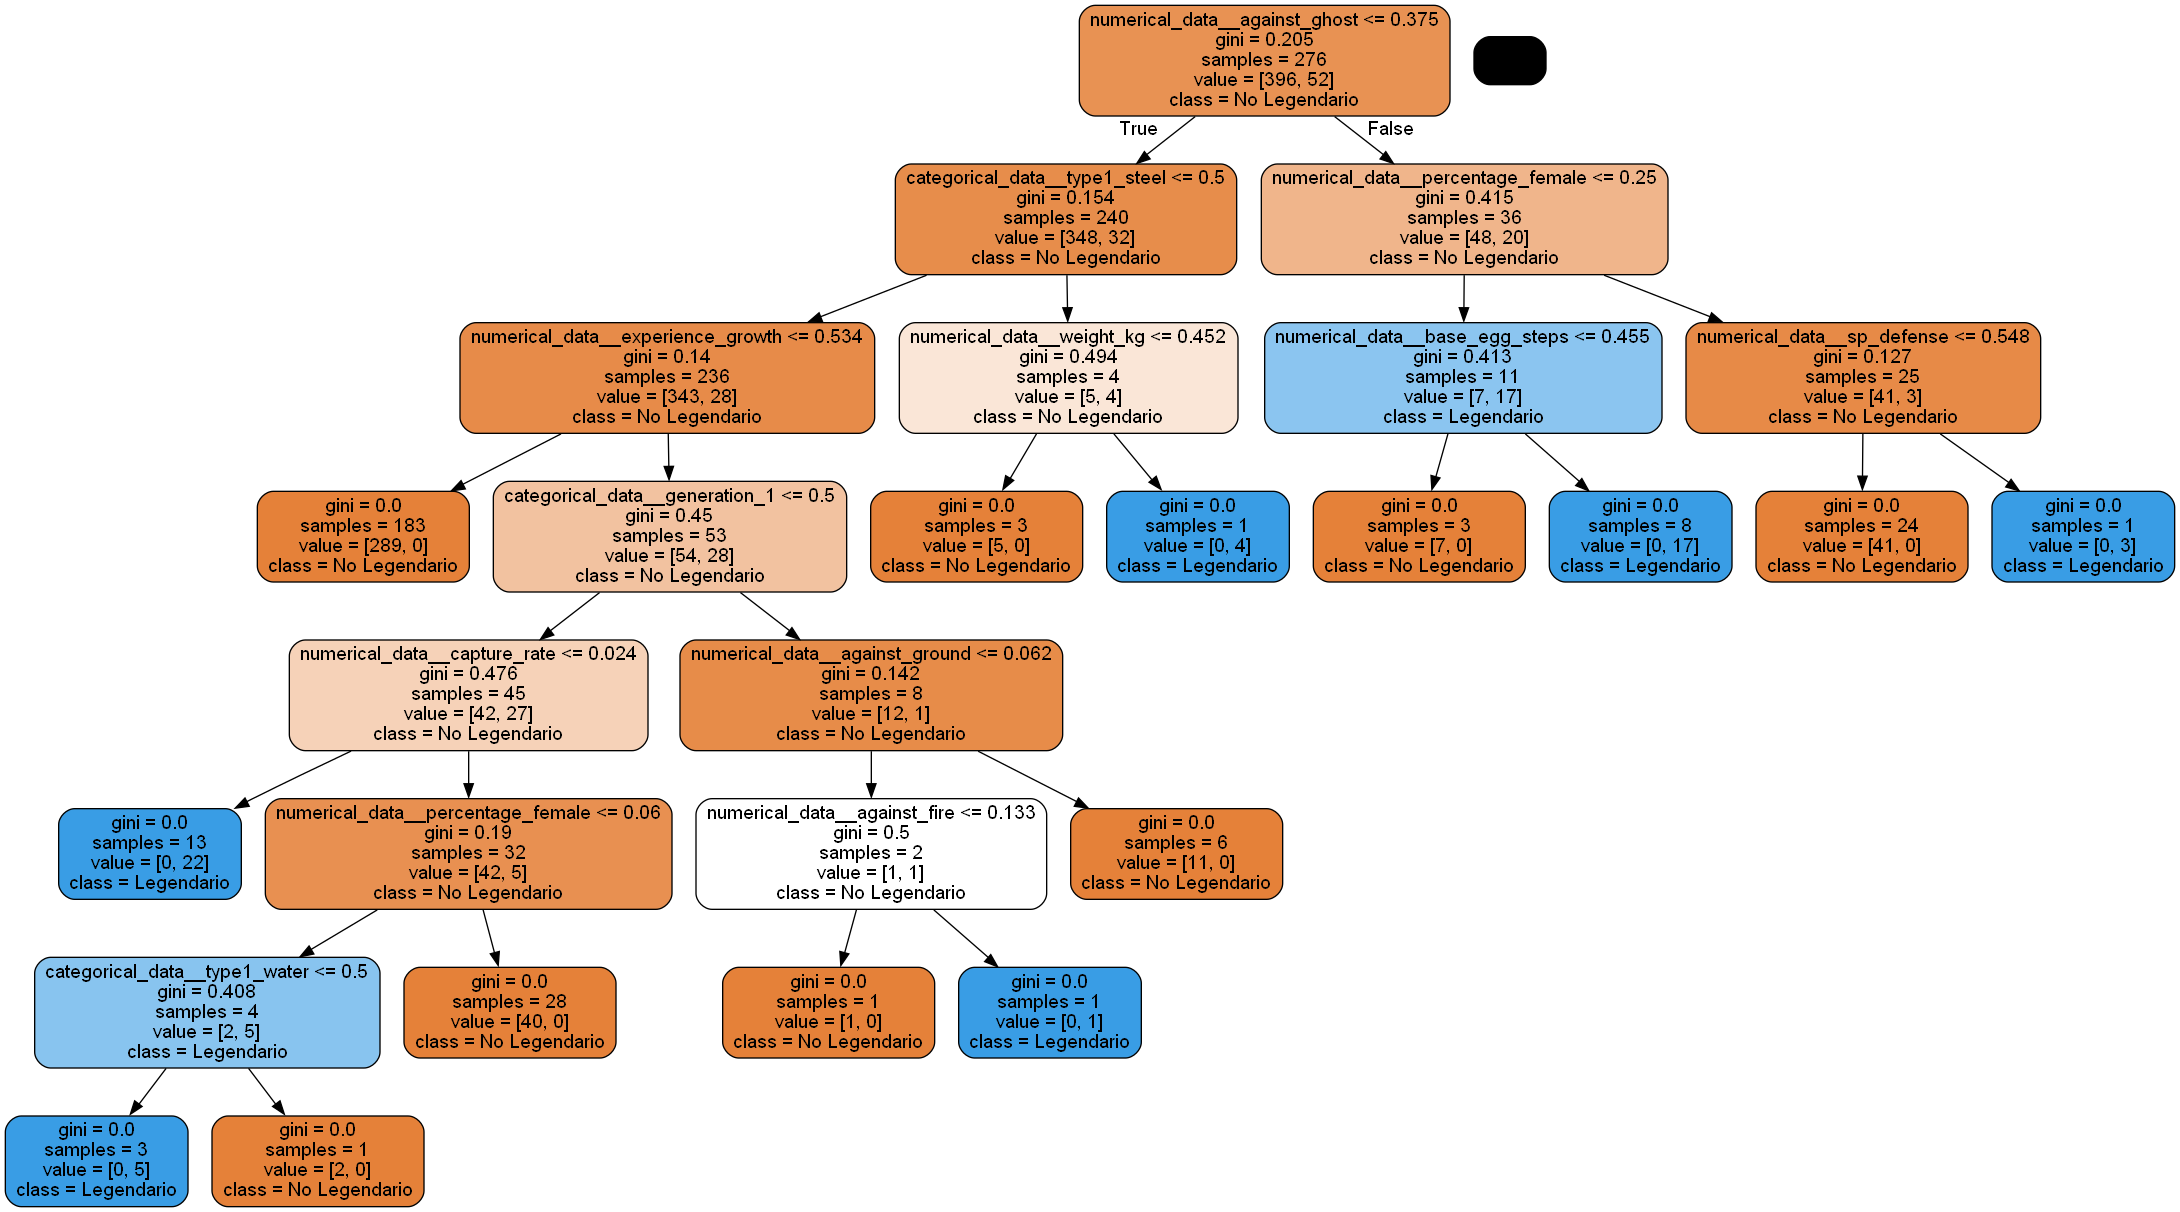 numerical_data__against_ghost <= 0.375
gini = 0.205
samples = 276
value = [396, 52]
class = No Legendario
True
False
categorical_data__type1_steel <= 0.5
gini = 0.154
samples = 240
value = [348, 32]
class = No Legendario
numerical_data__percentage_female <= 0.25
gini = 0.415
samples = 36
value = [48, 20]
class = No Legendario
numerical_data__experience_growth <= 0.534
gini = 0.14
samples = 236
value = [343, 28]
class = No Legendario
numerical_data__weight_kg <= 0.452
gini = 0.494
samples = 4
value = [5, 4]
class = No Legendario
numerical_data__base_egg_steps <= 0.455
gini = 0.413
samples = 11
value = [7, 17]
class = Legendario
numerical_data__sp_defense <= 0.548
gini = 0.127
samples = 25
value = [41, 3]
class = No Legendario
gini = 0.0
samples = 183
value = [289, 0]
class = No Legendario
categorical_data__generation_1 <= 0.5
gini = 0.45
samples = 53
value = [54, 28]
class = No Legendario
gini = 0.0
samples = 3
value = [5, 0]
class = No Legendario
gini = 0.0
samples = 1
value = [0, 4]
class = Legendario
gini = 0.0
samples = 3
value = [7, 0]
class = No Legendario
gini = 0.0
samples = 8
value = [0, 17]
class = Legendario
gini = 0.0
samples = 24
value = [41, 0]
class = No Legendario
gini = 0.0
samples = 1
value = [0, 3]
class = Legendario
numerical_data__capture_rate <= 0.024
gini = 0.476
samples = 45
value = [42, 27]
class = No Legendario
numerical_data__against_ground <= 0.062
gini = 0.142
samples = 8
value = [12, 1]
class = No Legendario
gini = 0.0
samples = 13
value = [0, 22]
class = Legendario
numerical_data__percentage_female <= 0.06
gini = 0.19
samples = 32
value = [42, 5]
class = No Legendario
numerical_data__against_fire <= 0.133
gini = 0.5
samples = 2
value = [1, 1]
class = No Legendario
gini = 0.0
samples = 6
value = [11, 0]
class = No Legendario
categorical_data__type1_water <= 0.5
gini = 0.408
samples = 4
value = [2, 5]
class = Legendario
gini = 0.0
samples = 28
value = [40, 0]
class = No Legendario
gini = 0.0
samples = 1
value = [1, 0]
class = No Legendario
gini = 0.0
samples = 1
value = [0, 1]
class = Legendario
gini = 0.0
samples = 3
value = [0, 5]
class = Legendario
gini = 0.0
samples = 1
value = [2, 0]
class = No Legendario